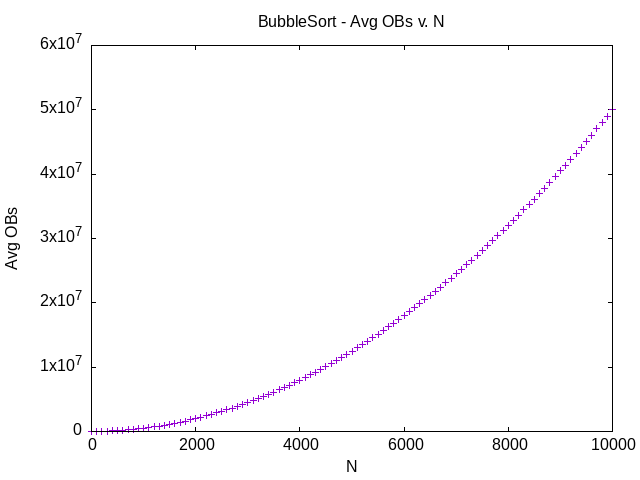 BubbleSort - Avg OBs v. N
6x10^7
5x10^7
4x10^7
3x10^7
2x10^7
1x10^7
0
Avg OBs
0 2000 4000 6000 8000 10000
N